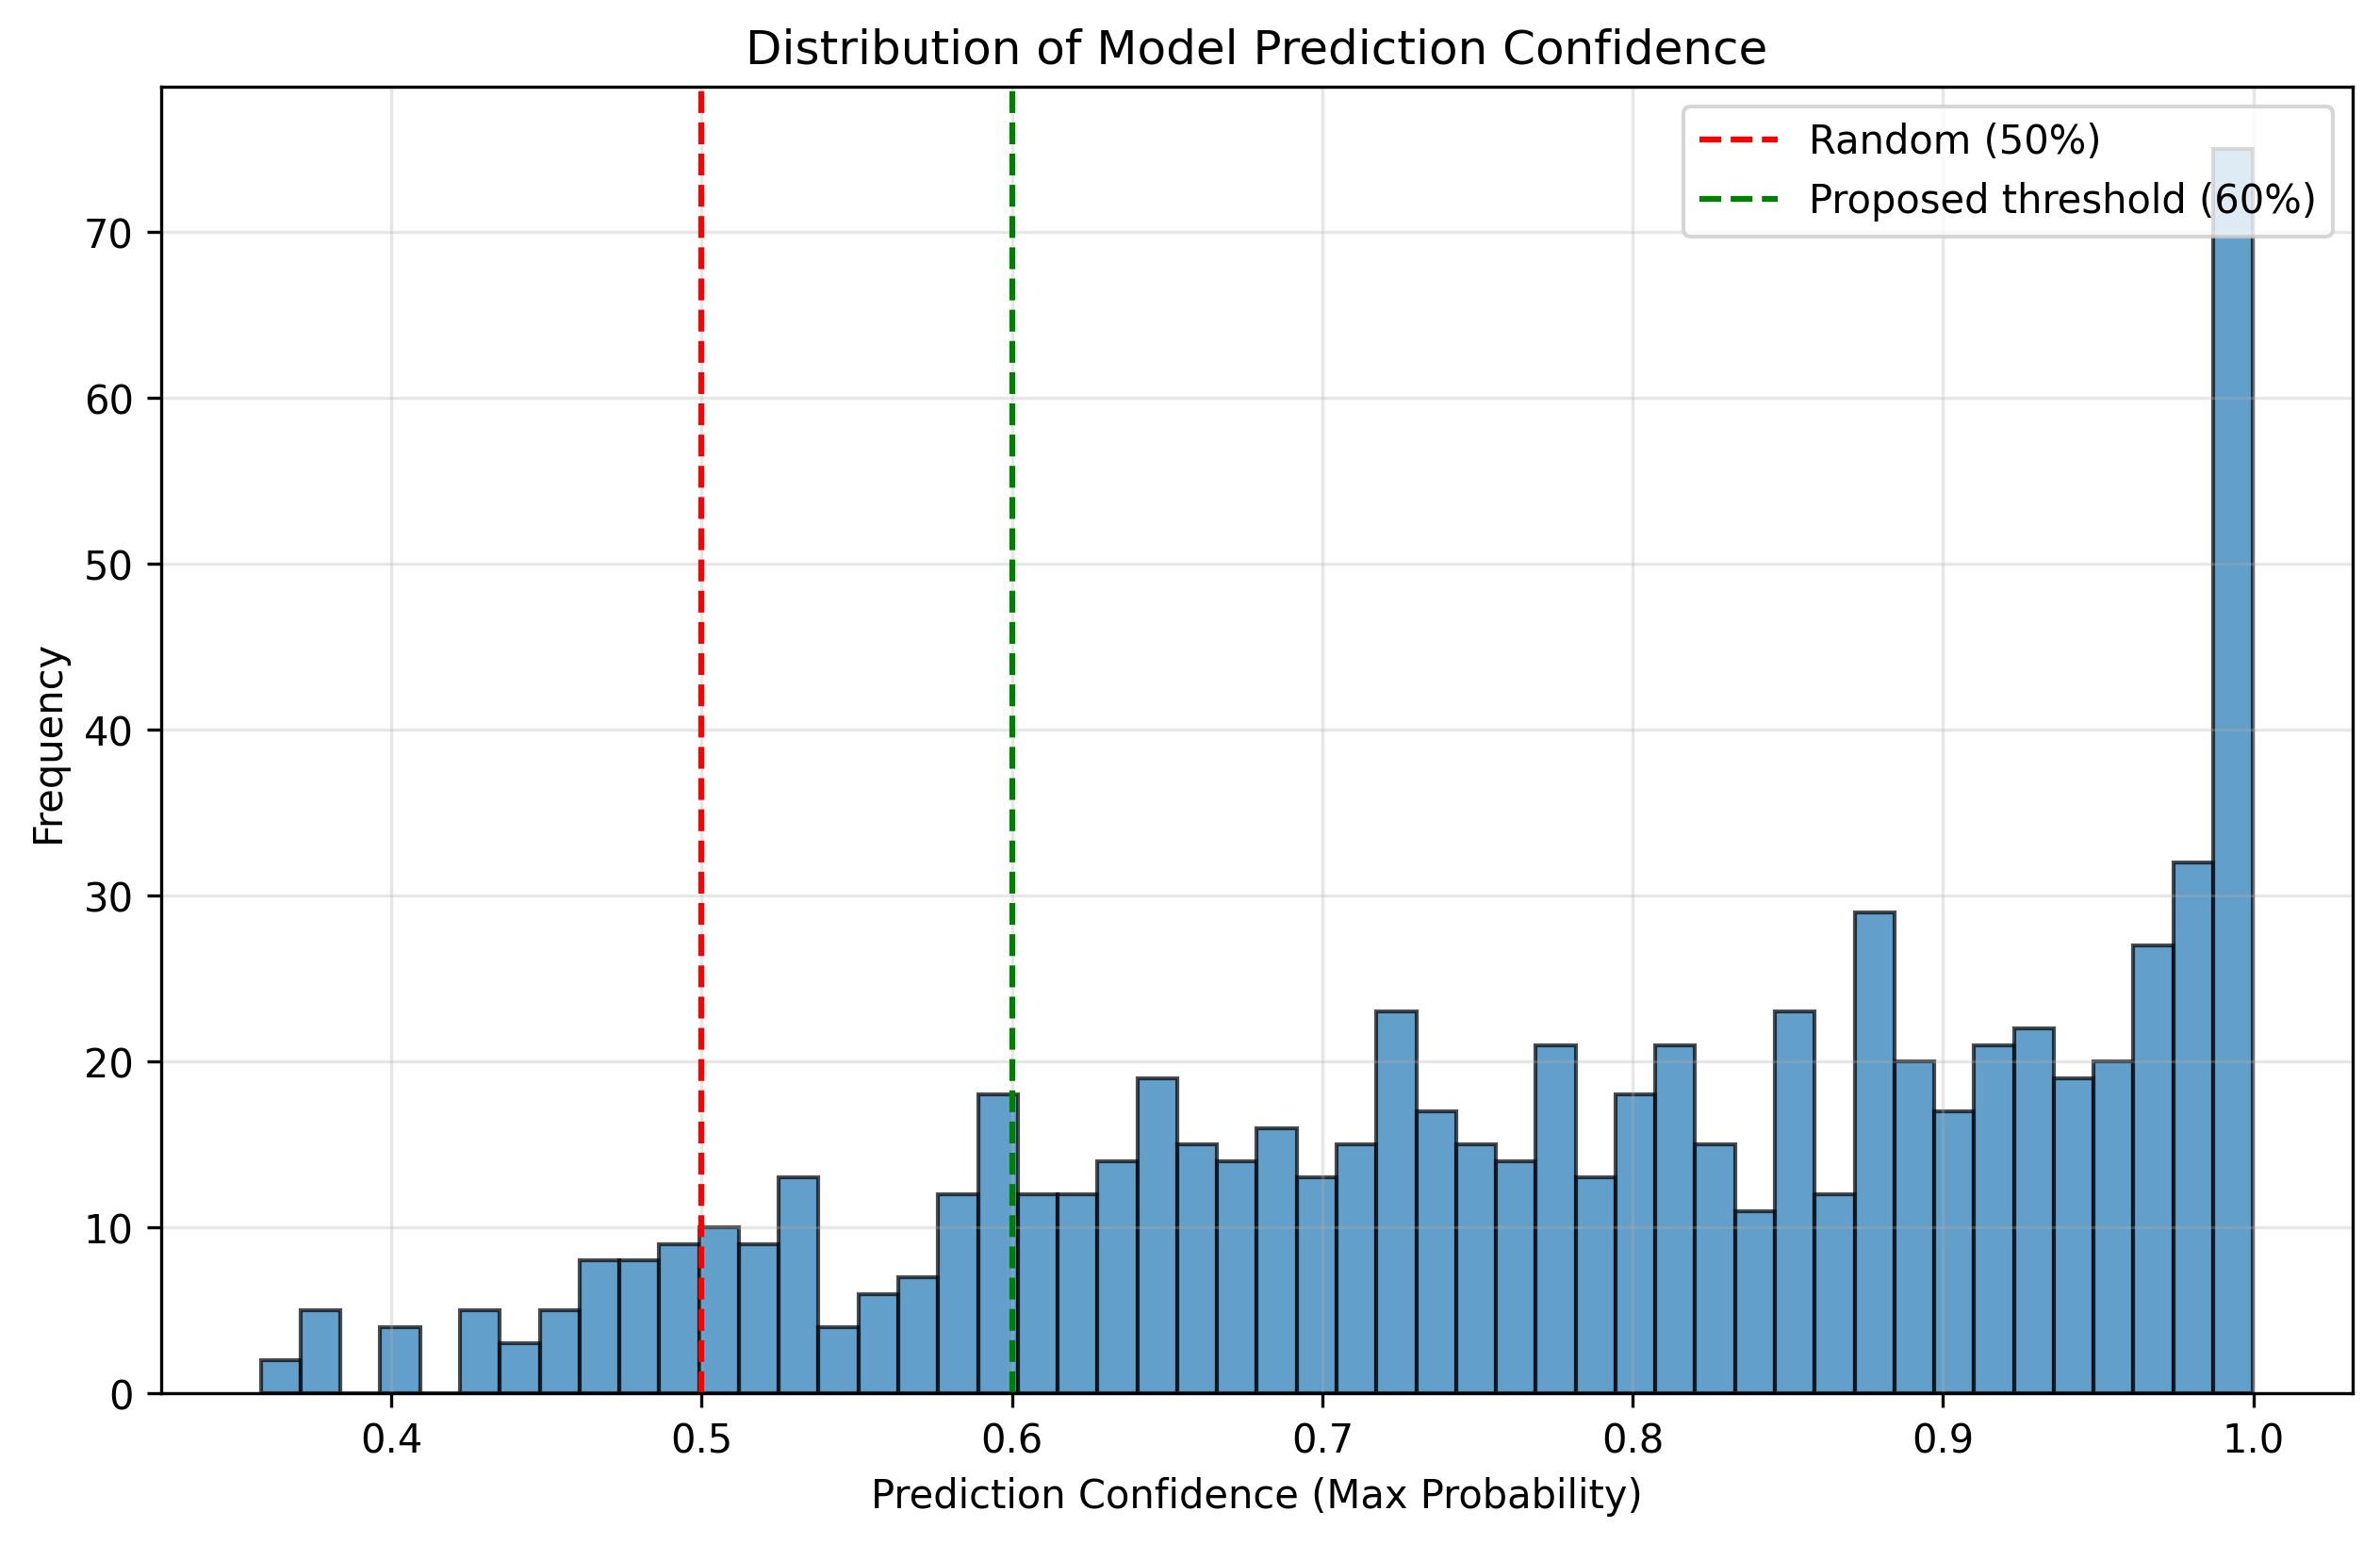 Distribution of Model Prediction Confidence
Random (50%)
Proposed threshold (60%)
Frequency
70
60
50
40
30
20
10
0
0.4 0.5 0.6 0.7 0.8 0.9 1.0
Prediction Confidence (Max Probability)